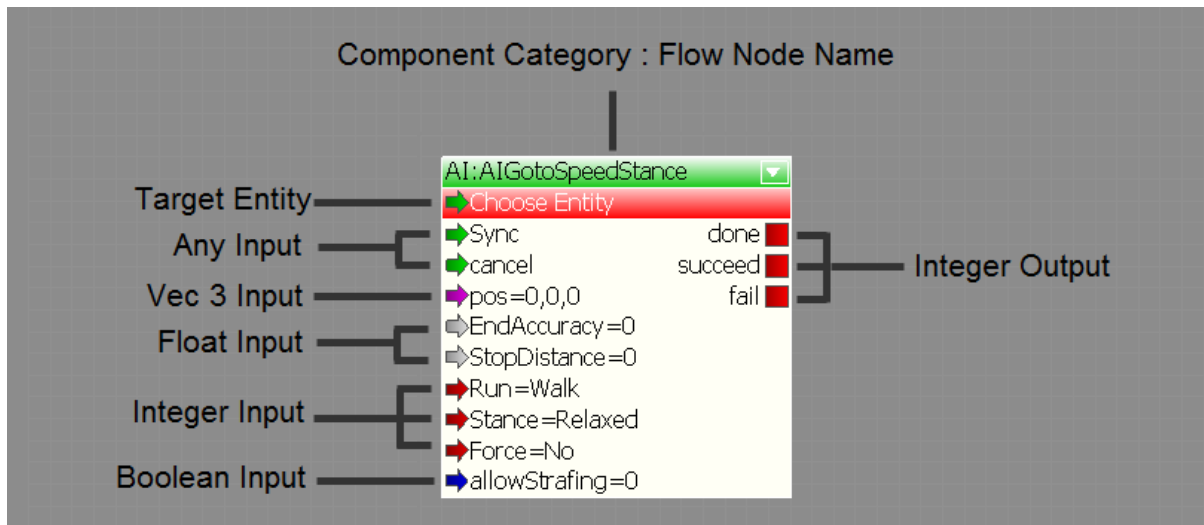 Component Category : Flow Node Name
AI:AIGotoSpeedStance
Target Entity
Choose Entity
Any Input
Sync
done
cancel
succeed
Integer Output
Vec 3 Input
pos=0,0,0
fail
Float Input
EndAccuracy=0
StopDistance=0
Integer Input
Run=Walk
Stance=Relaxed
Force=No
Boolean Input
allowStrafing=0